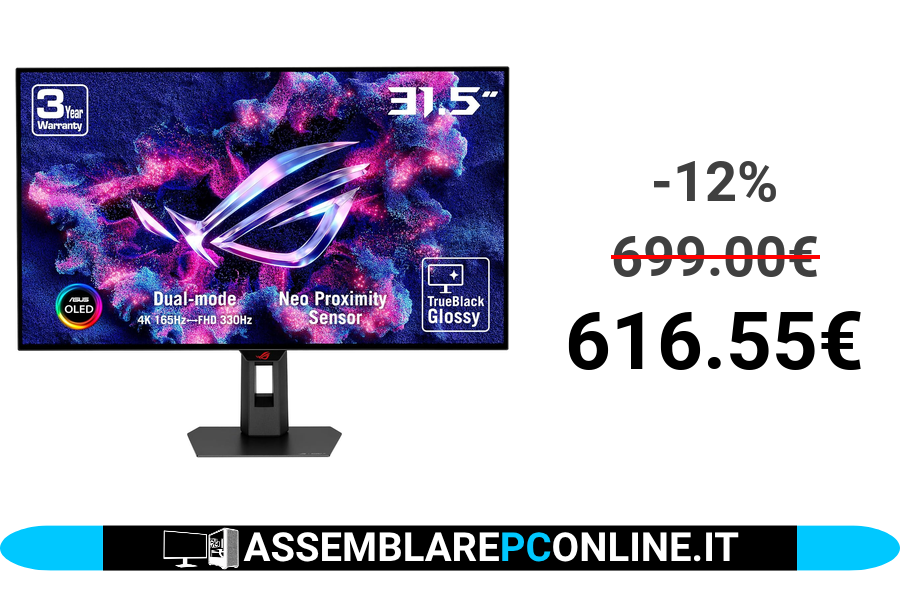 3 Year
Warranty
31.5"
ASUS
OLED
Dual-mode
4K 165Hz↔FHD 330Hz
Neo Proximity
Sensor
TrueBlack
Glossy
-12%
699.00€
616.55€
ASSEMBLAREPCONLINE.IT